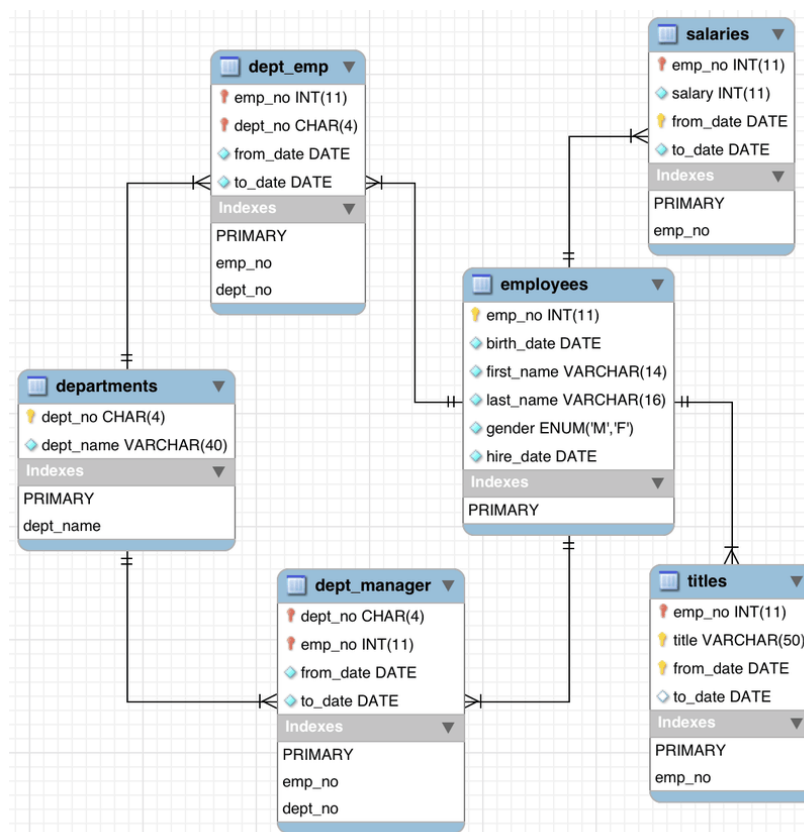 dept_emp
emp_no INT(11)
dept_no CHAR(4)
from_date DATE
to_date DATE
Indexes
PRIMARY
emp_no
dept_no
salaries
emp_no INT(11)
salary INT(11)
from_date DATE
to_date DATE
Indexes
PRIMARY
emp_no
employees
emp_no INT(11)
birth_date DATE
first_name VARCHAR(14)
last_name VARCHAR(16)
gender ENUM('M','F')
hire_date DATE
Indexes
PRIMARY
departments
dept_no CHAR(4)
dept_name VARCHAR(40)
Indexes
PRIMARY
dept_name
dept_manager
dept_no CHAR(4)
emp_no INT(11)
from_date DATE
to_date DATE
Indexes
PRIMARY
emp_no
dept_no
titles
emp_no INT(11)
title VARCHAR(50)
from_date DATE
to_date DATE
Indexes
PRIMARY
emp_no